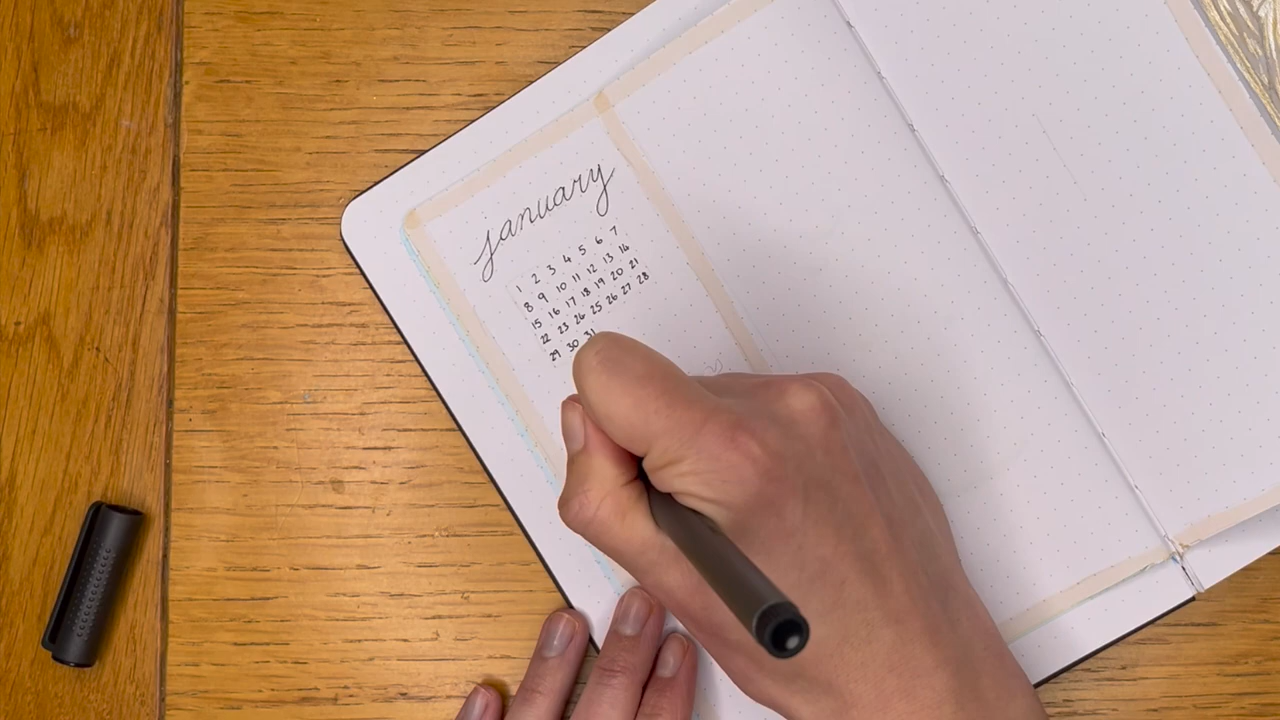 january
1 2 3 4 5 6 7
8 9 10 11 12 13 14
15 16 17 18 19 20 21
22 23 24 25 26 27 28
29 30 31